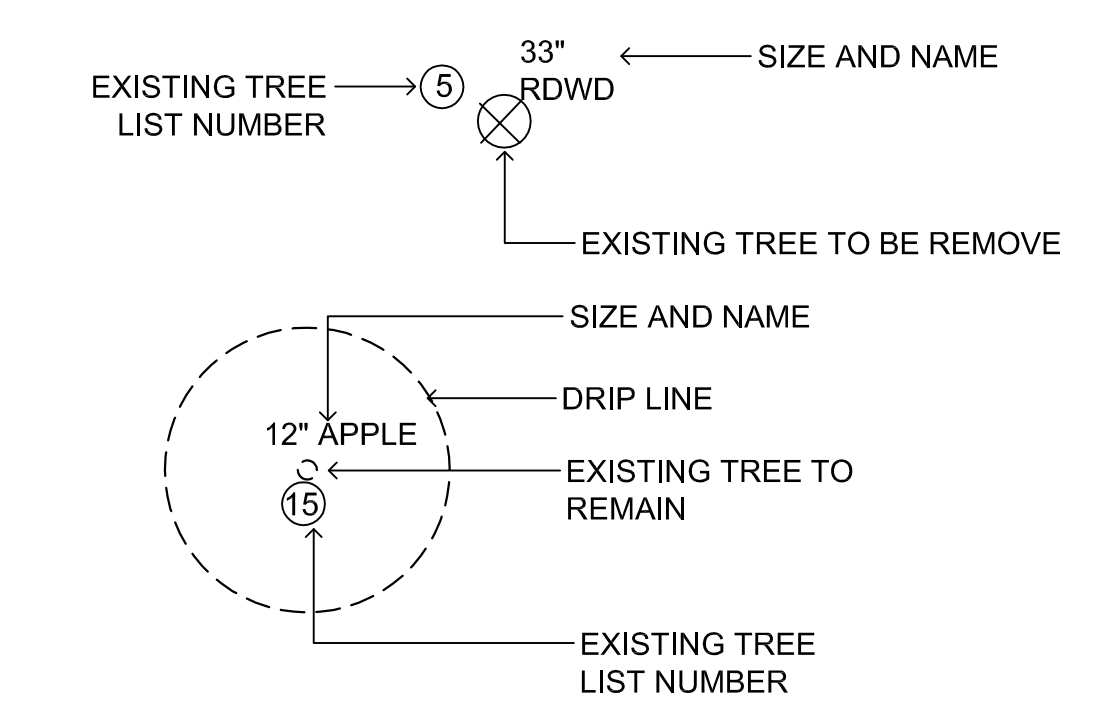 33"
RDWD
SIZE AND NAME
EXISTING TREE
LIST NUMBER
5
EXISTING TREE TO BE REMOVE
SIZE AND NAME
DRIP LINE
12" APPLE
EXISTING TREE TO
REMAIN
15
EXISTING TREE
LIST NUMBER